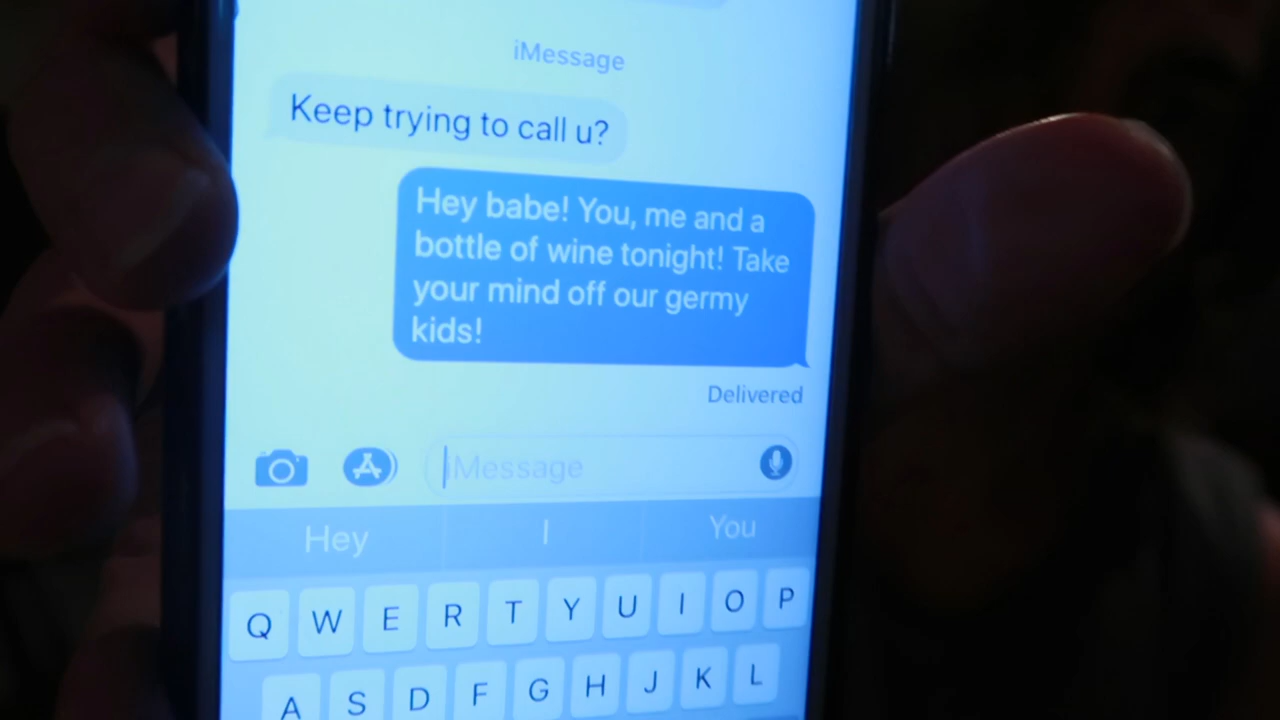 iMessage
Keep trying to call u?
Hey babe! You, me and a
bottle of wine tonight! Take
your mind off our germy
kids!
Delivered
iMessage
Hey I You
Q W E R T Y U I O P
A S D F G H J K L